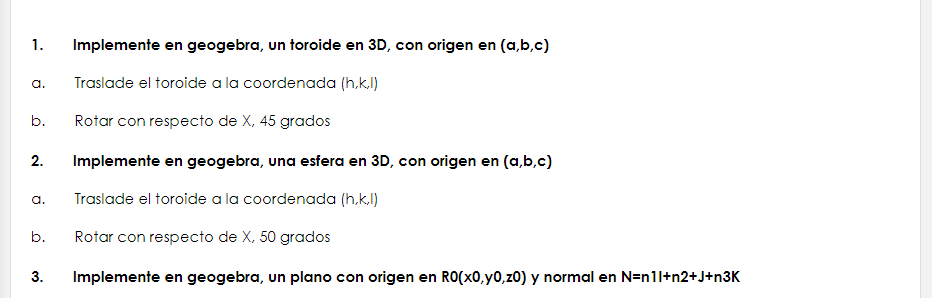 1. Implemente en geogebra, un toroide en 3D, con origen en (a,b,c)
a. Traslade el toroide a la coordenada (h,k,l)
b. Rotar con respecto de X, 45 grados
2. Implemente en geogebra, una esfera en 3D, con origen en (a,b,c)
a. Traslade el toroide a la coordenada (h,k,l)
b. Rotar con respecto de X, 50 grados
3. Implemente en geogebra, un plano con origen en R0(x0,y0,z0) y normal en N=n1I+n2+J+n3K